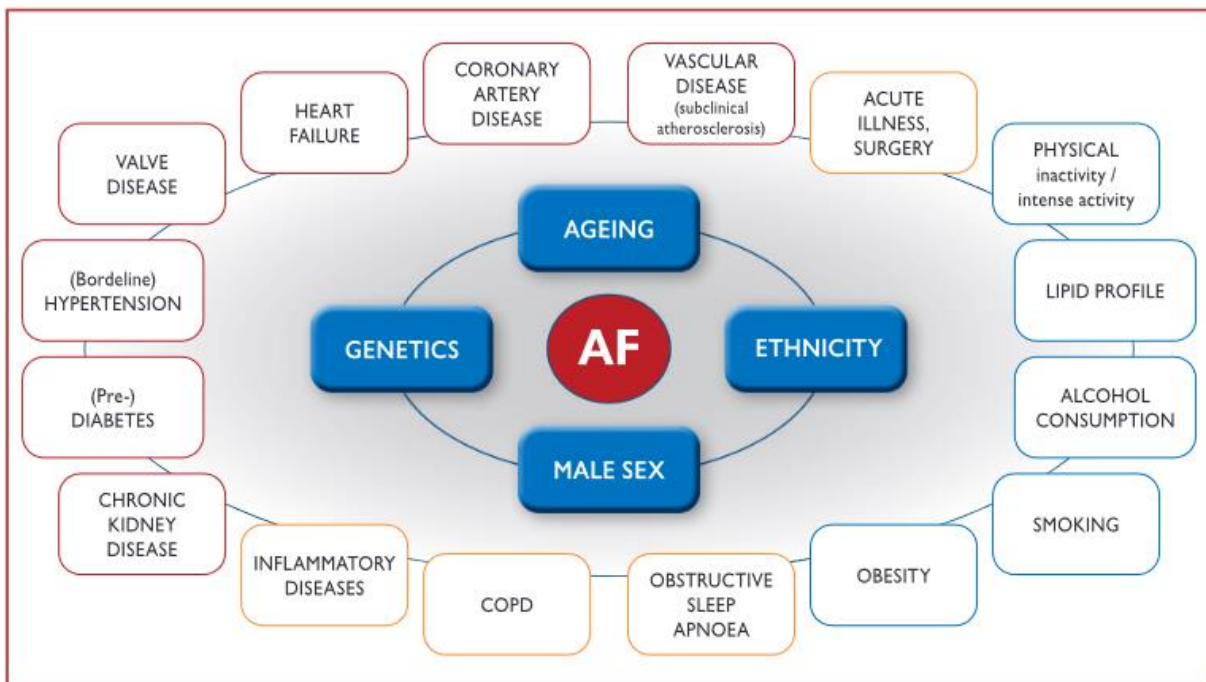 CORONARY
ARTERY
DISEASE
VASCULAR
DISEASE
(subclinical
atherosclerosis)
HEART
FAILURE
ACUTE
ILLNESS,
SURGERY
VALVE
DISEASE
PHYSICAL
inactivity /
intense activity
AGEING
(Bordeline)
HYPERTENSION
LIPID PROFILE
GENETICS
AF
ETHNICITY
(Pre-)
DIABETES
ALCOHOL
CONSUMPTION
MALE SEX
CHRONIC
KIDNEY
DISEASE
SMOKING
INFLAMMATORY
DISEASES
COPD
OBSTRUCTIVE
SLEEP
APNOEA
OBESITY